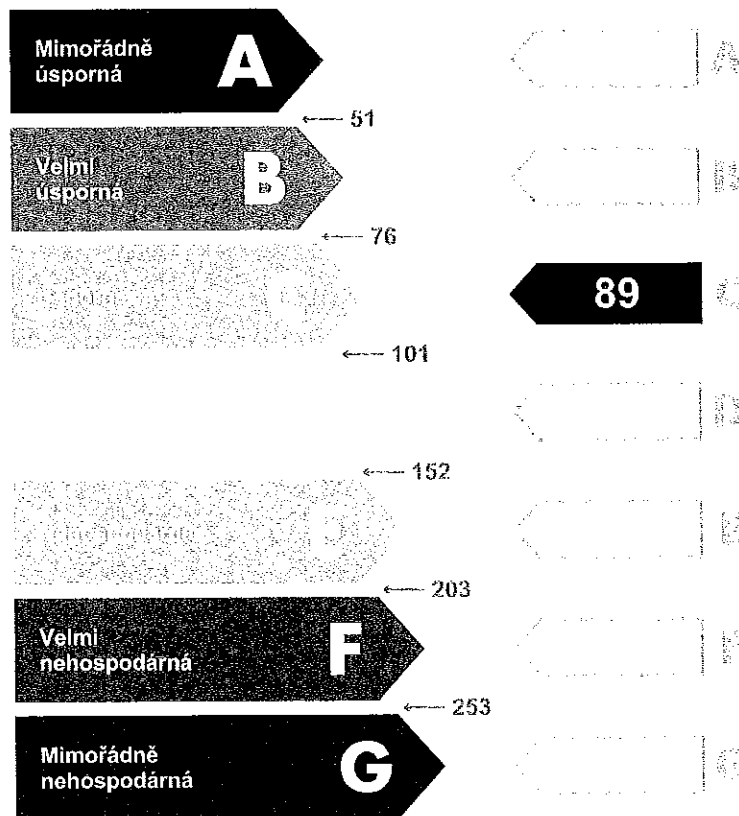 Mimořádně
úsporná
A
A
51
Velmi
úsporná
B
B
76
89
C
101
D
152
E
203
Velmi
nehospodárná
F
F
253
Mimořádně
nehospodárná
G
G